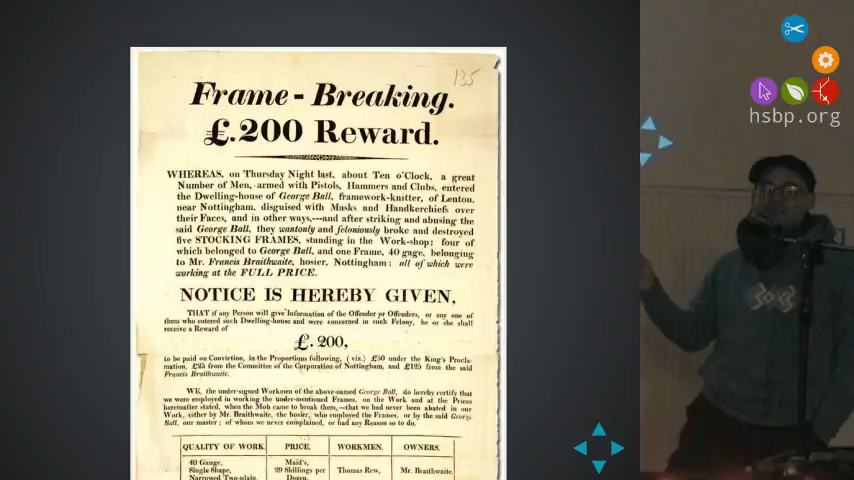 135
Frame - Breaking.
£.200 Reward.
WHEREAS, on Thursday Night last, about Ten o'Clock, a great
Number of Men, armed with Pistols, Hammers and Clubs, entered
the Dwelling-house of George Ball, framework-knitter, of Lenton,
near Nottingham, disguised with Masks and Handkerchiefs over
their Faces, and in other ways,---and after striking and abusing the
said George Ball, they wantonly and feloniously broke and destroyed
five STOCKING FRAMES, standing in the Work-shop; four of
which belonged to George Ball, and one Frame, 40 gage, belonging
to Mr. Francis Braithwaite, hosier, Nottingham: all of which were
working at the FULL PRICE.
NOTICE IS HEREBY GIVEN,
THAT if any Person will give Information of the Offender or Offenders, or any one of
them who entered such Dwelling-house and were concerned in such Felony, he or she shall
receive a Reward of
£. 200,
to be paid on Conviction, in the Proportions following, (viz.) £50 under the King's Procla-
mation, £25 from the Committee of the Corporation of Nottingham, and £125 from the said
Francis Braithwaite.
WE, the under-signed Workmen of the above-named George Ball, do hereby certify that
we were employed in working the under-mentioned Frames, on the Work and at the Prices
hereinafter stated, when the Mob came to break them,—that we had never been abated in our
Work, either by Mr. Braithwaite, the hosier, who employed the Frames, or by the said George
Ball, our master; of whom we never complained, or had any Reason so to do.
QUALITY OF WORK. PRICE. WORKMEN. OWNERS.
40 Gauge, Maid's,
Single Shape, 29 Shillings per Thomas Rew, Mr. Braithwaite.
Narrowed Two-plain, Dozen.
hsbp.org